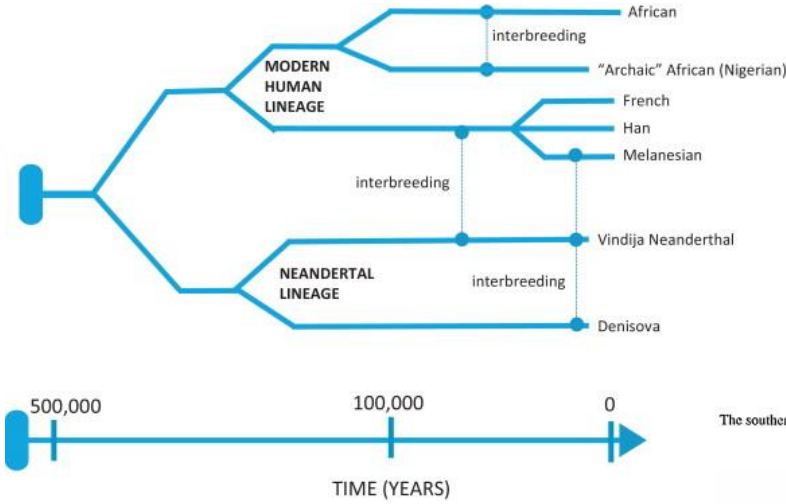 African
interbreeding
"Archaic" African (Nigerian)
MODERN
HUMAN
LINEAGE
French
Han
Melanesian
interbreeding
Vindija Neanderthal
NEANDERTAL
LINEAGE
interbreeding
Denisova
500,000
100,000
0
The souther
TIME (YEARS)